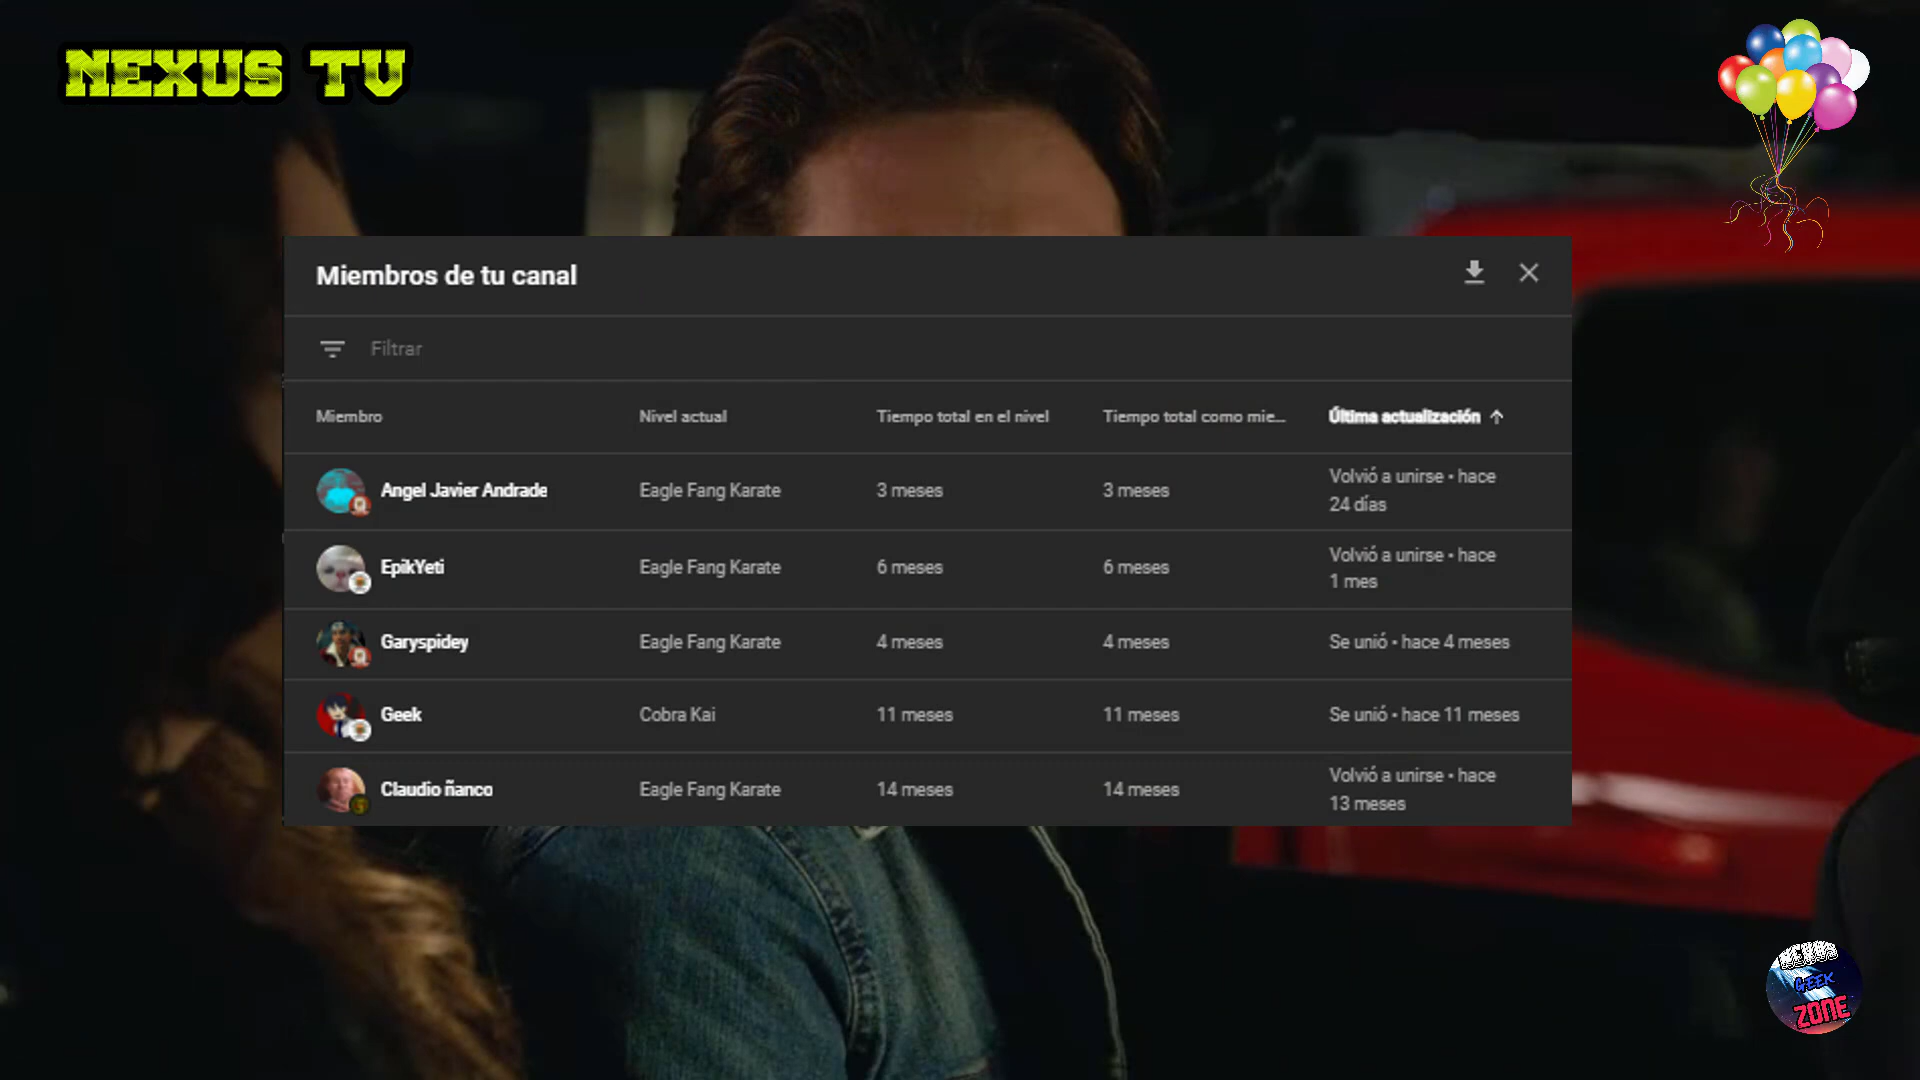 NEXUS TV
Miembros de tu canal
Filtrar
Miembro Nivel actual Tiempo total en el nivel Tiempo total como mie... Última actualización
Angel Javier Andrade Eagle Fang Karate 3 meses 3 meses Volvió a unirse • hace
24 días
EpikYeti Eagle Fang Karate 6 meses 6 meses Volvió a unirse • hace
1 mes
Garyspidey Eagle Fang Karate 4 meses 4 meses Se unió • hace 4 meses
Geek Cobra Kai 11 meses 11 meses Se unió • hace 11 meses
Claudio ñanco Eagle Fang Karate 14 meses 14 meses Volvió a unirse • hace
13 meses
NEXUS
GEEK
ZONE